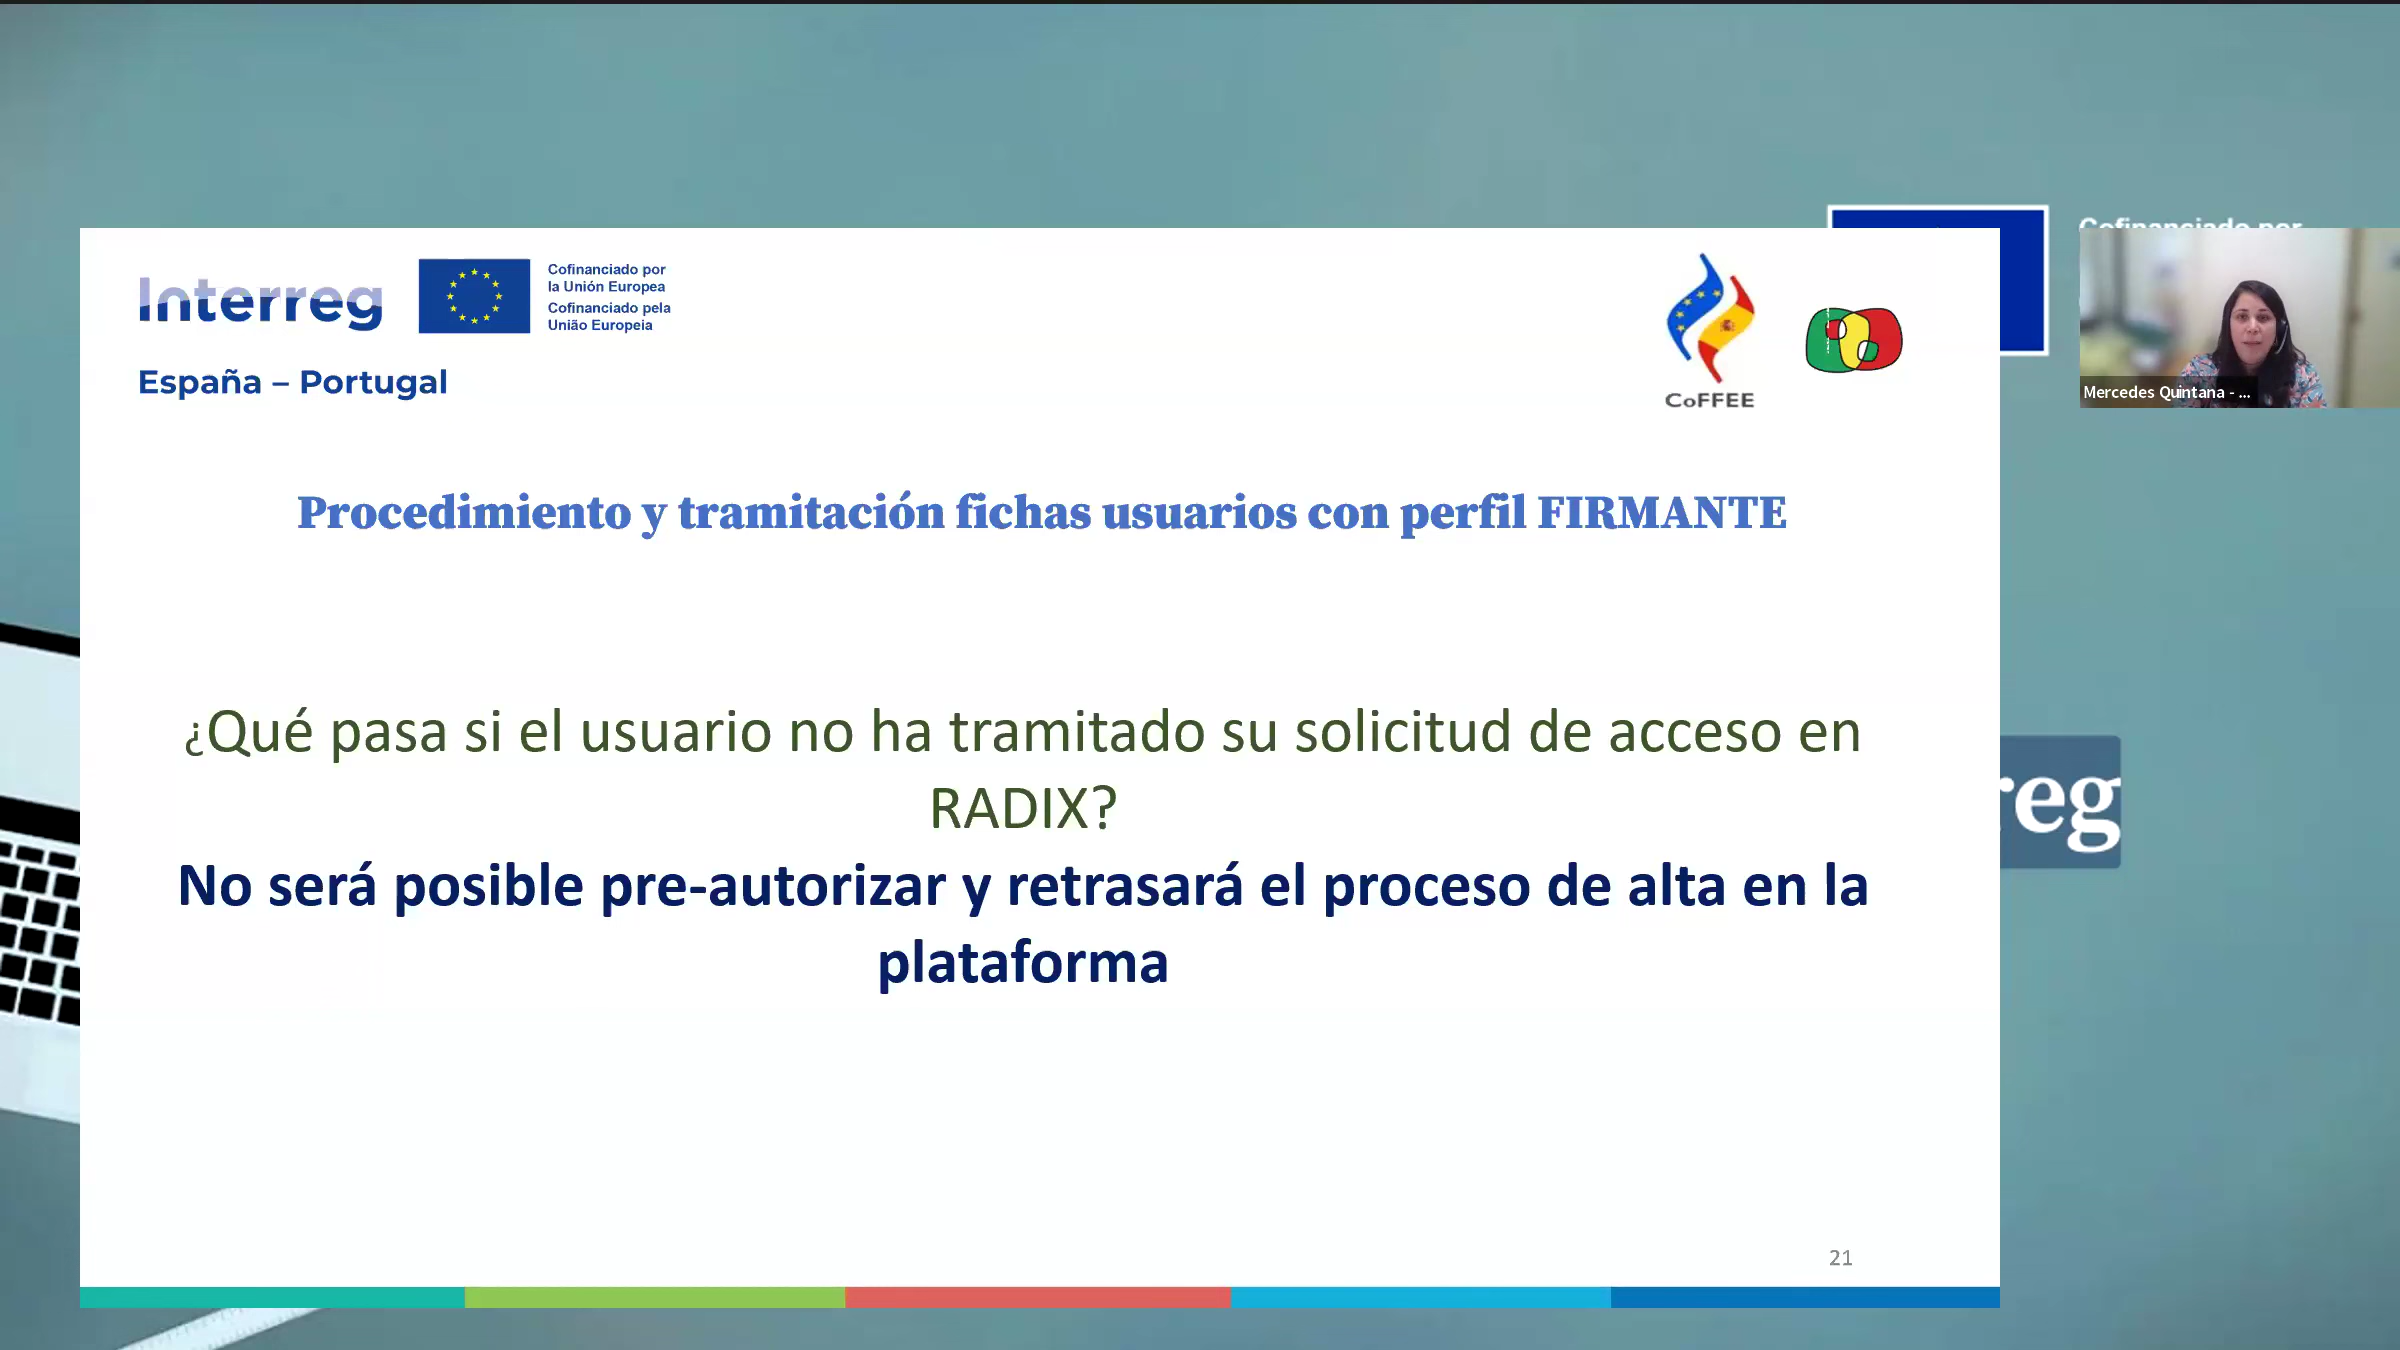 Cofinanciado por
Interreg
Cofinanciado por
la Unión Europea
Cofinanciado pela
União Europeia
España – Portugal
CoFFEE
Mercedes Quintana - ...
Procedimiento y tramitación fichas usuarios con perfil FIRMANTE
¿Qué pasa si el usuario no ha tramitado su solicitud de acceso en
RADIX?
No será posible pre-autorizar y retrasará el proceso de alta en la
plataforma
reg
21